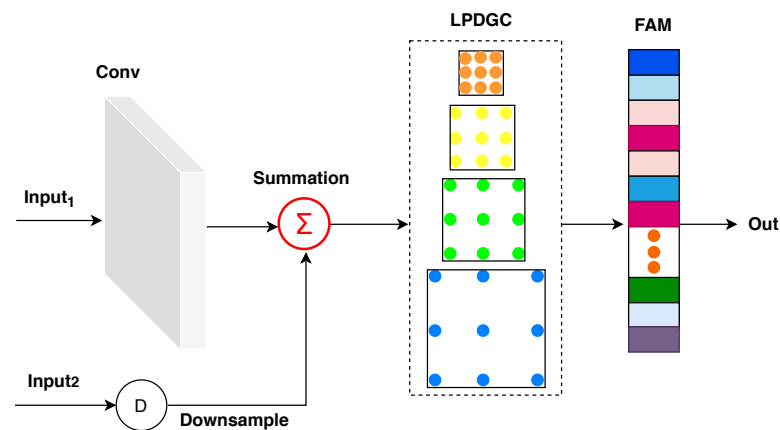 LPDGC
FAM
Conv
Summation
Input1
Σ
Out
Input2
D
Downsample